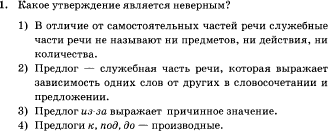 1. Какое утверждение является неверным?
1) В отличие от самостоятельных частей речи служебные
части речи не называют ни предметов, ни действия, ни
количества.
2) Предлог — служебная часть речи, которая выражает
зависимость одних слов от других в словосочетании и
предложении.
3) Предлог из-за выражает причинное значение.
4) Предлоги к, под, до — производные.